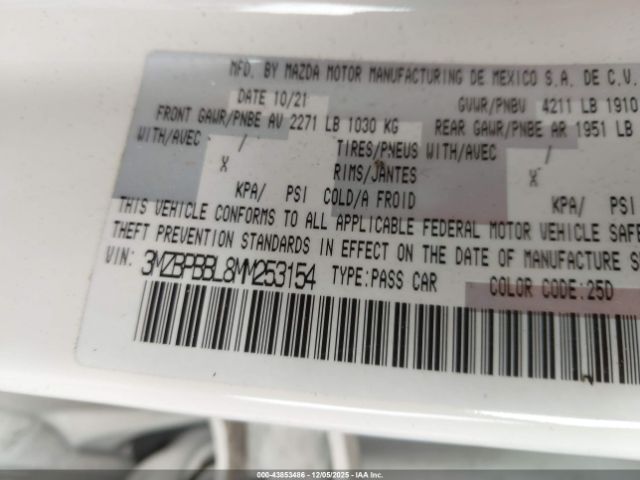 MFD. BY MAZDA MOTOR MANUFACTURING DE MEXICO S.A. DE C.V.
DATE 10/21 GVWR/PNBV 4211 LB 1910
FRONT GAWR/PNBE AV 2271 LB 1030 KG REAR GAWR/PNBE AR 1951 LB
WITH/AVEC / TIRES/PNEUS WITH/AVEC /
X RIMS/JANTES X
KPA/ PSI COLD/A FROID KPA/ PSI
THIS VEHICLE CONFORMS TO ALL APPLICABLE FEDERAL MOTOR VEHICLE SAFE
THEFT PREVENTION STANDARDS IN EFFECT ON THE DATE OF MANUFACTURE S
VIN: 3MZBPBBL8MM253154 TYPE:PASS CAR COLOR CODE:25D
000-43853486 - 12/05/2025 - IAAI.COM